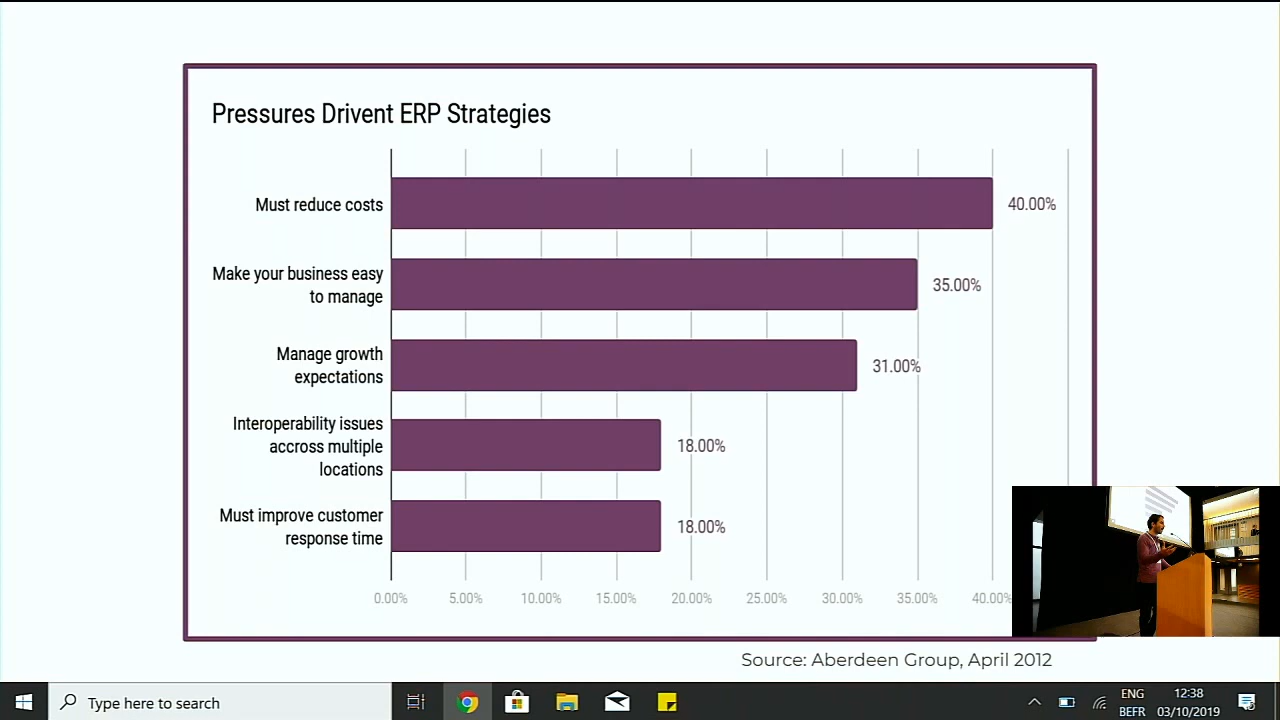 Pressures Drivent ERP Strategies
Must reduce costs
40.00%
Make your business easy
to manage
35.00%
Manage growth
expectations
31.00%
Interoperability issues
accross multiple
locations
18.00%
Must improve customer
response time
18.00%
0.00% 5.00% 10.00% 15.00% 20.00% 25.00% 30.00% 35.00% 40.00%
Source: Aberdeen Group, April 2012
Type here to search
ENG
BEFR
12:38
03/10/2019